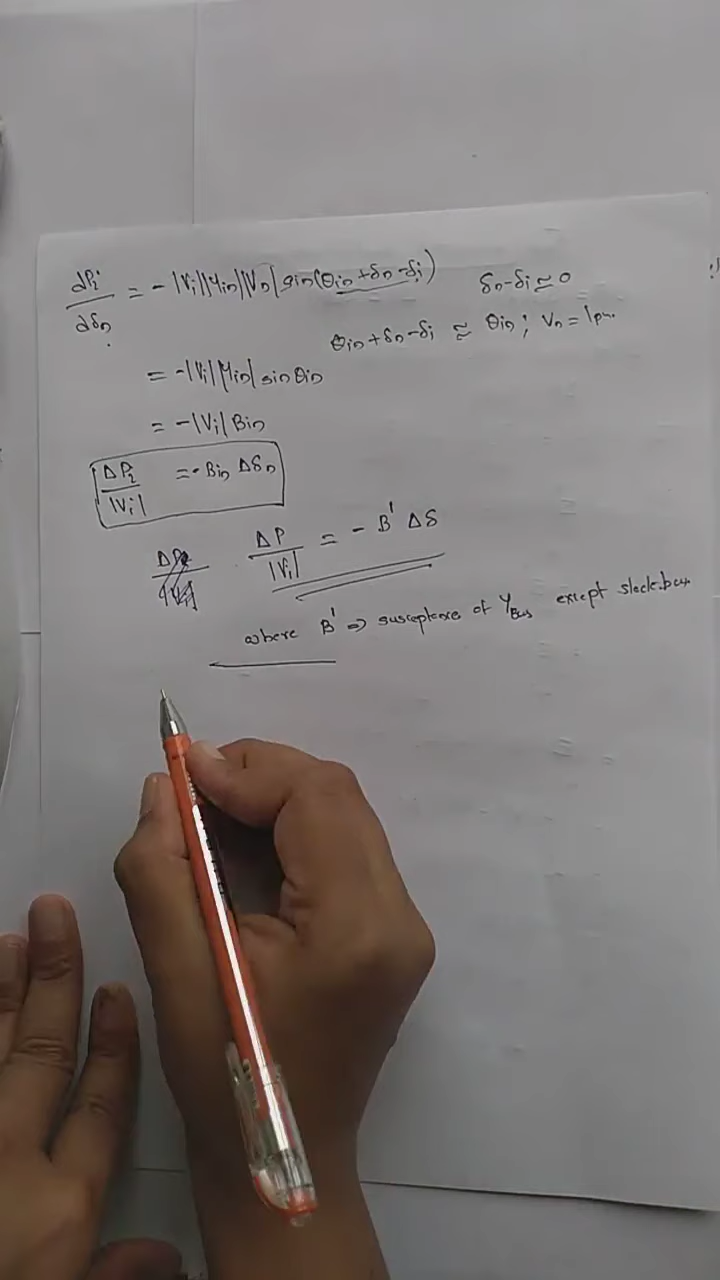 dPi/dδn = -|Vi||Yin||Vn| sin(θin+δn-δi) δn-δi ≃ 0
θin+δn-δi ≃ θin ; Vn = 1pu.
= -|Vi||Yin| sin θin
= -|Vi| Bin
ΔPi/|Vi| = -Bin Δδn
ΔP/|Vi| = - B' Δδ
where B' ⇒ susceptance of YBus except slack bus